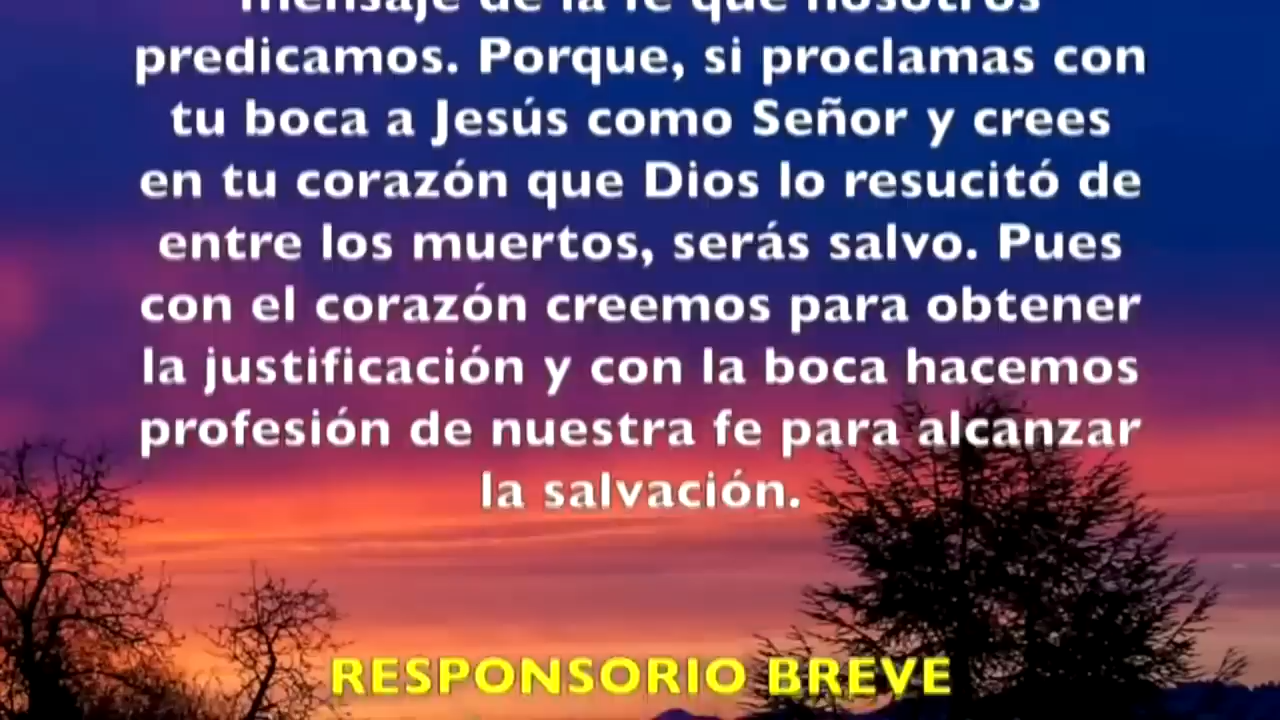 mensaje de la fe que nosotros
predicamos. Porque, si proclamas con
tu boca a Jesús como Señor y crees
en tu corazón que Dios lo resucitó de
entre los muertos, serás salvo. Pues
con el corazón creemos para obtener
la justificación y con la boca hacemos
profesión de nuestra fe para alcanzar
la salvación.
RESPONSORIO BREVE